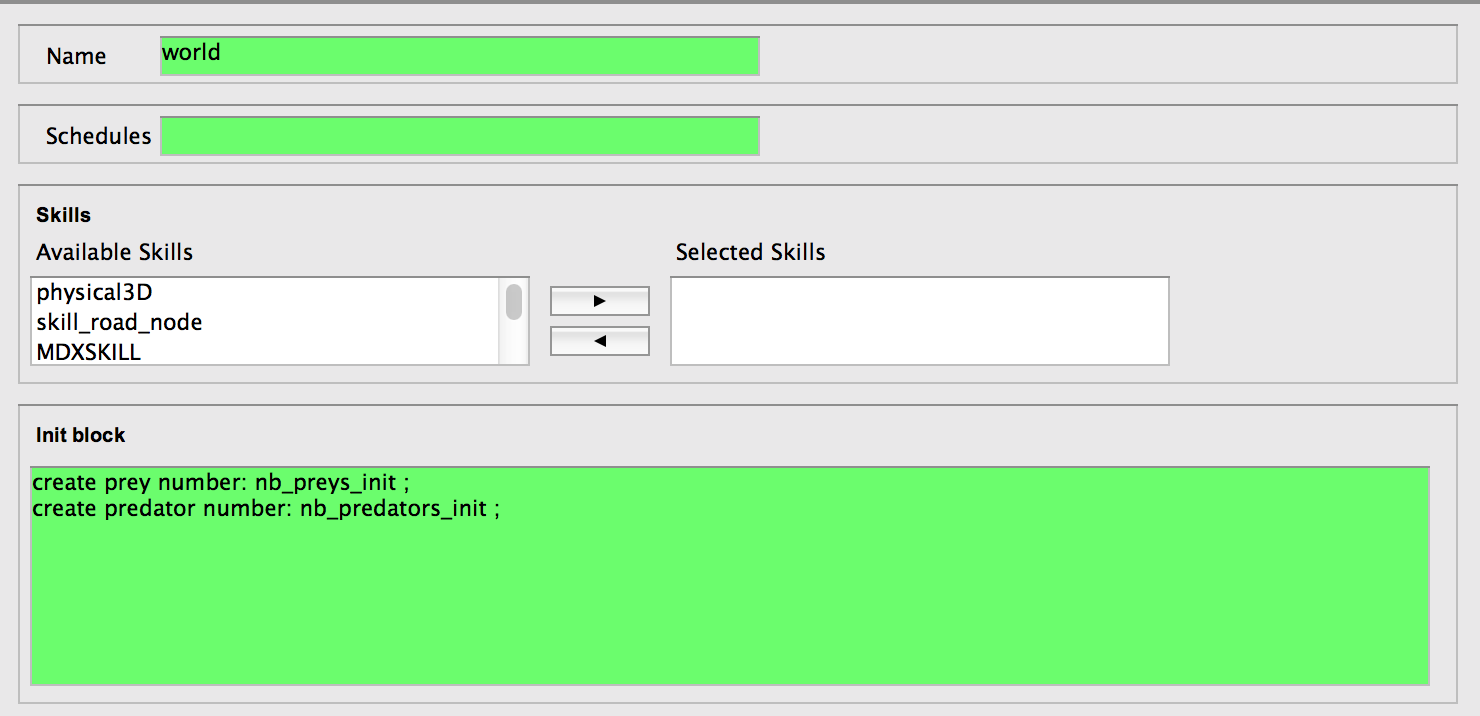 Name world
Schedules
Skills
Available Skills Selected Skills
physical3D
skill_road_node
MDXSKILL
Init block
create prey number: nb_preys_init ;
create predator number: nb_predators_init ;